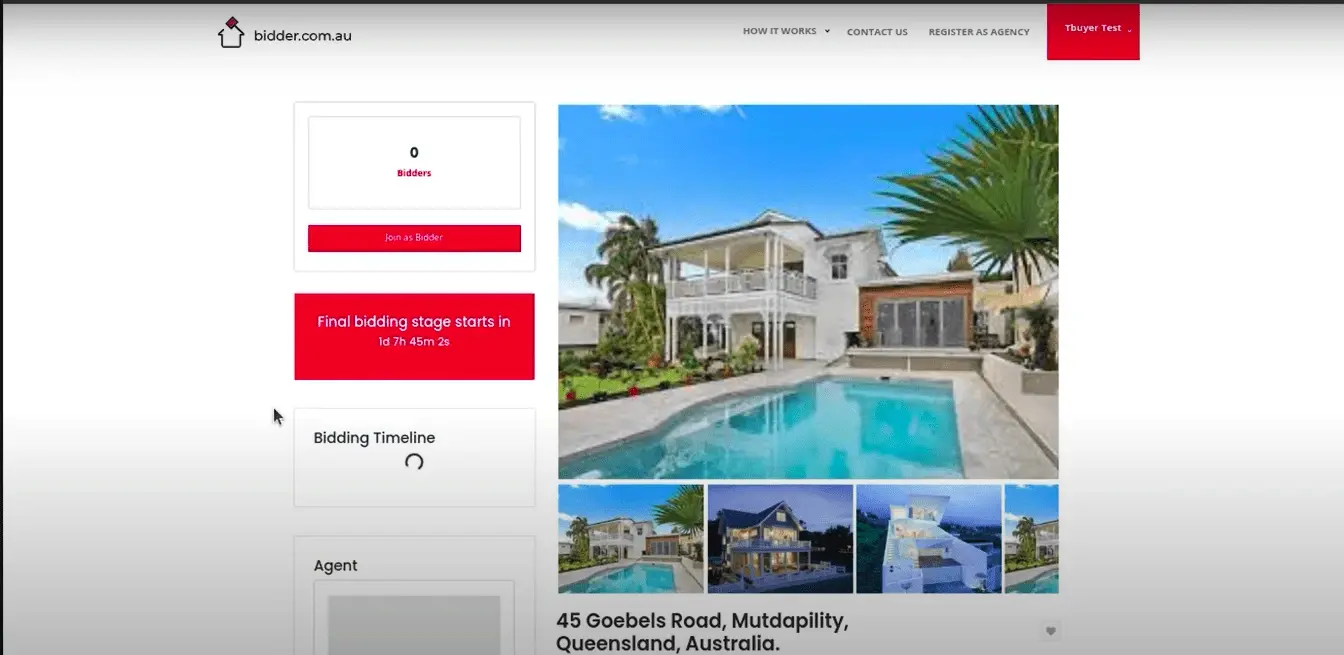 bidder.com.au
HOW IT WORKS
CONTACT US
REGISTER AS AGENCY
Tbuyer Test
0
Bidders
Join as Bidder
Final bidding stage starts in
1d 7h 45m 2s
Bidding Timeline
Agent
45 Goebels Road, Mutdapility,
Queensland, Australia.